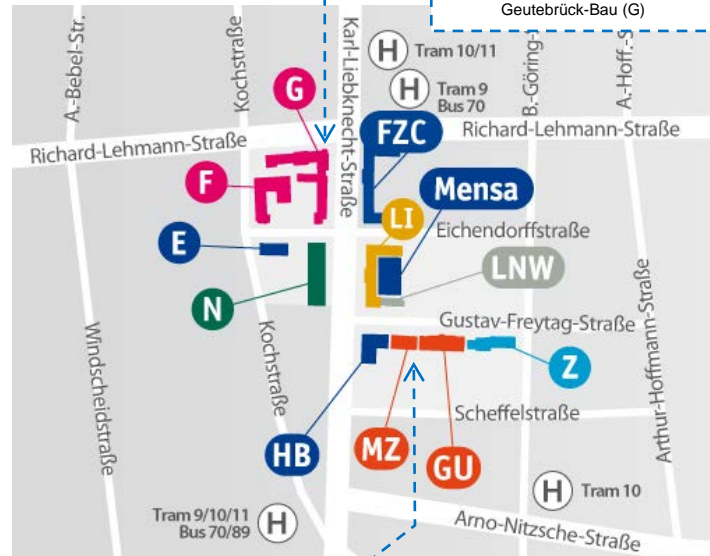 Geutebrück-Bau (G)
A.-Bebel-Str.
Kochstraße
Karl-Liebknecht-Straße
H Tram 10/11
H Tram 9
Bus 70
B.-Göring-
A.-Hoff.-S
G
FZC
Richard-Lehmann-Straße
Richard-Lehmann-Straße
F
Mensa
LI
Eichendorffstraße
E
LNW
N
Gustav-Freytag-Straße
Windscheidstraße
Kochstraße
Z
Arthur-Hoffmann-Straße
Scheffelstraße
HB
MZ
GU
H Tram 10
Tram 9/10/11
Bus 70/89 H
Arno-Nitzsche-Straße